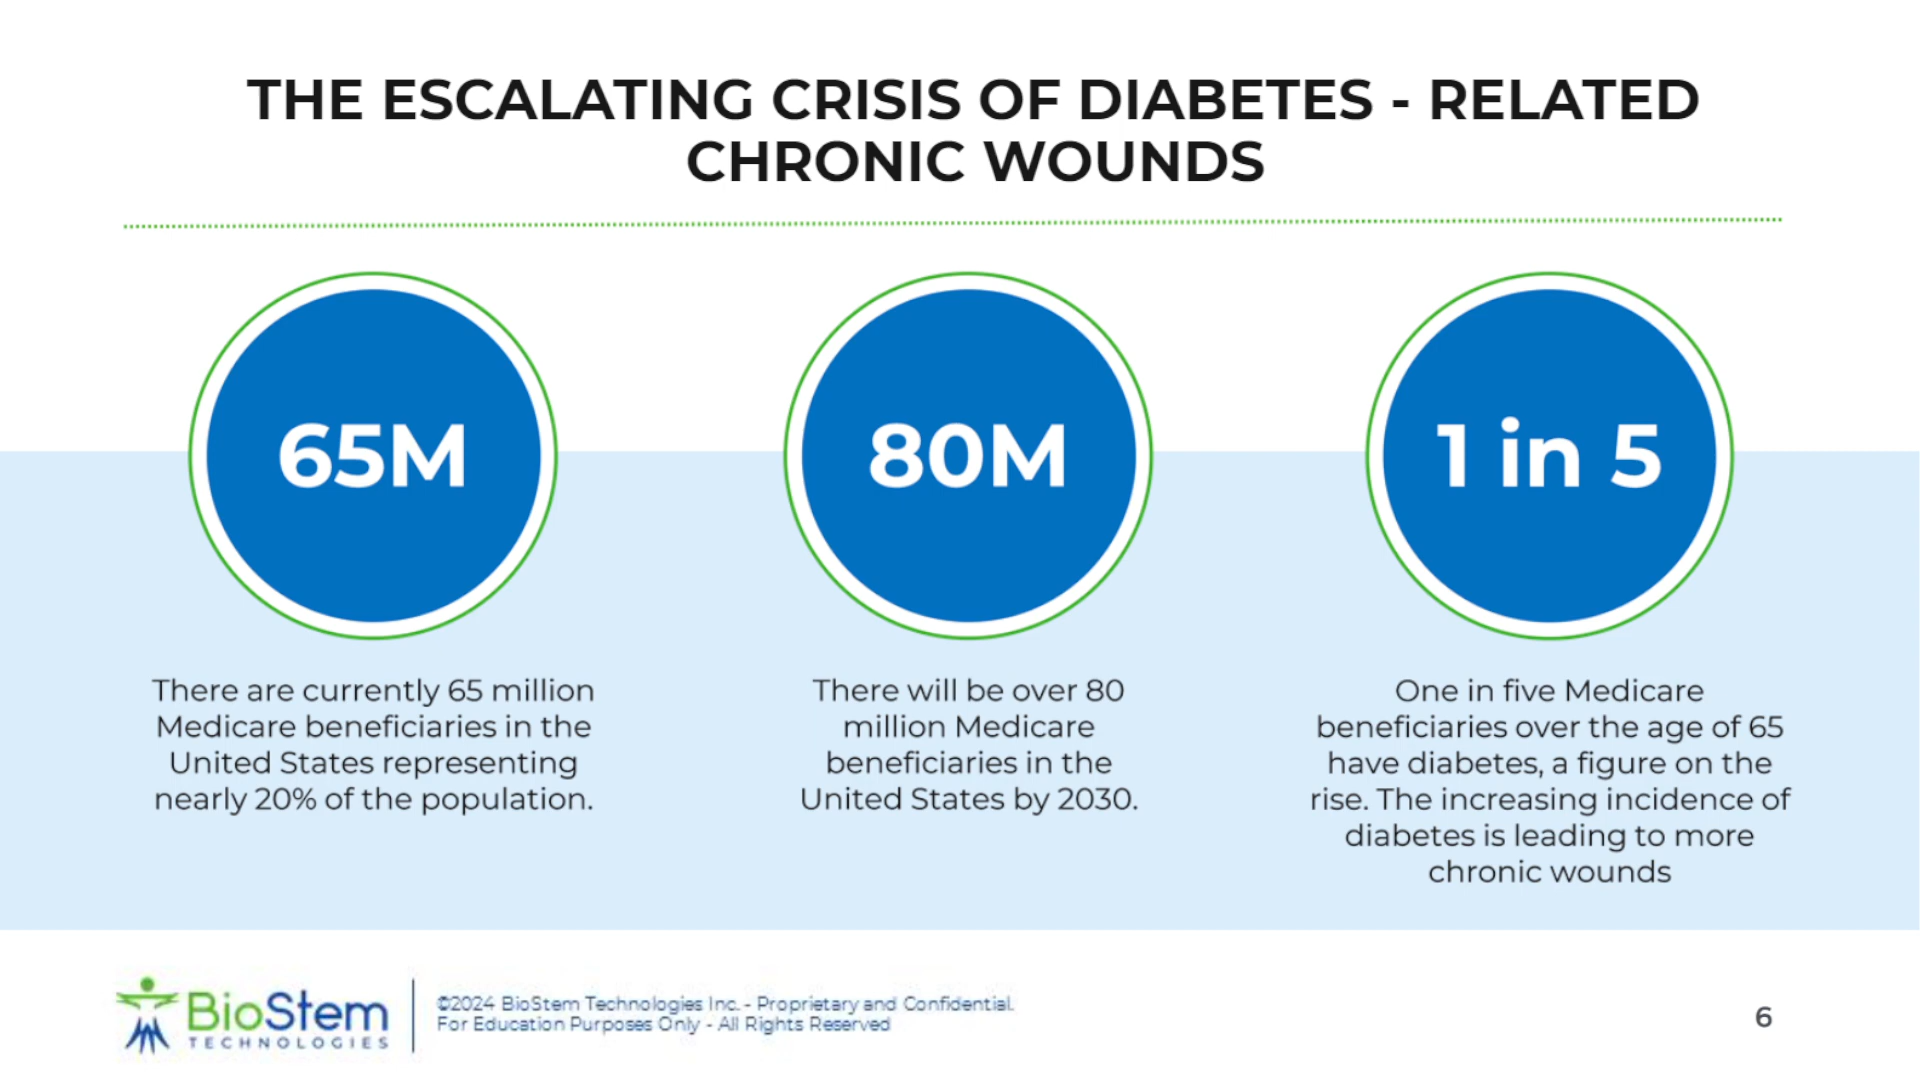 THE ESCALATING CRISIS OF DIABETES - RELATED
CHRONIC WOUNDS
65M
80M
1 in 5
There are currently 65 million
Medicare beneficiaries in the
United States representing
nearly 20% of the population.
There will be over 80
million Medicare
beneficiaries in the
United States by 2030.
One in five Medicare
beneficiaries over the age of 65
have diabetes, a figure on the
rise. The increasing incidence of
diabetes is leading to more
chronic wounds
BioStem
TECHNOLOGIES
©2024 BioStem Technologies Inc. - Proprietary and Confidential.
For Education Purposes Only - All Rights Reserved
6